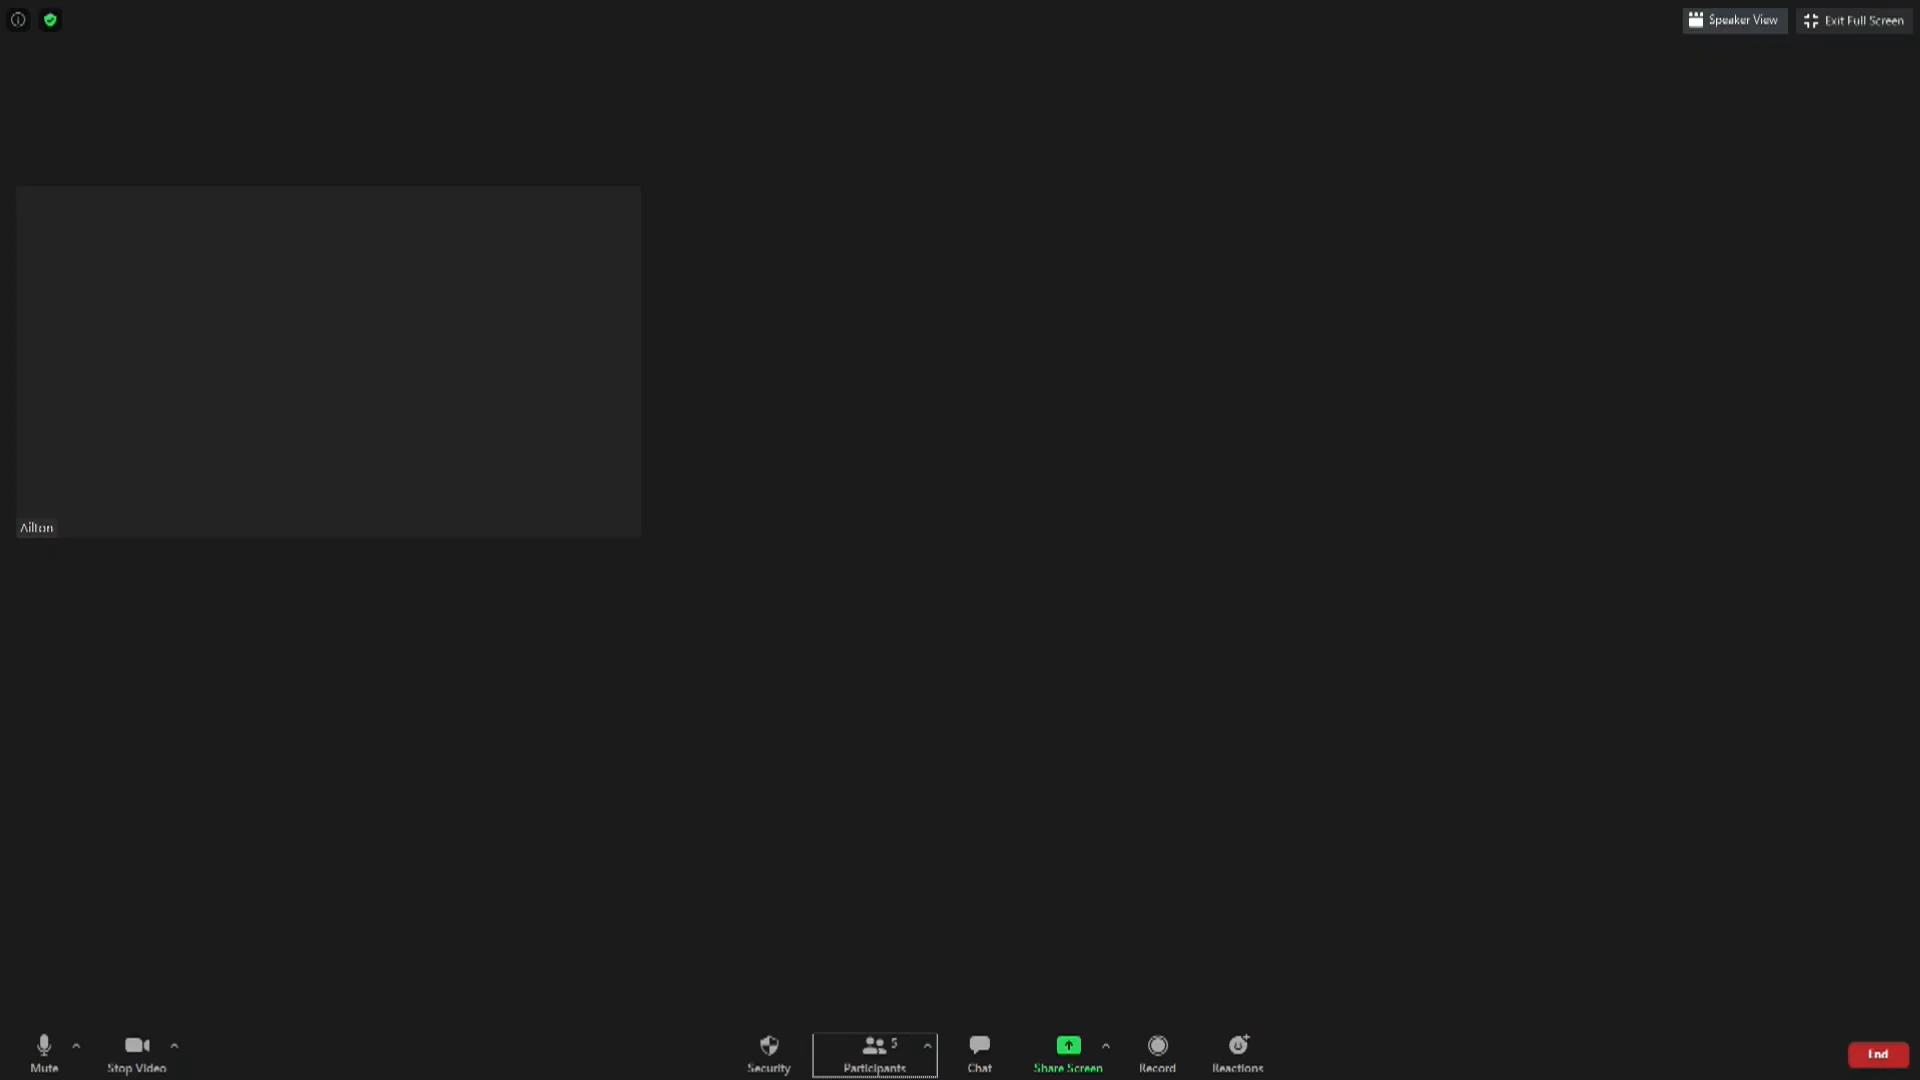 Speaker View
Exit Full Screen
Ailton
Mute
Stop Video
Security
5
Participants
Chat
Share Screen
Record
Reactions
End